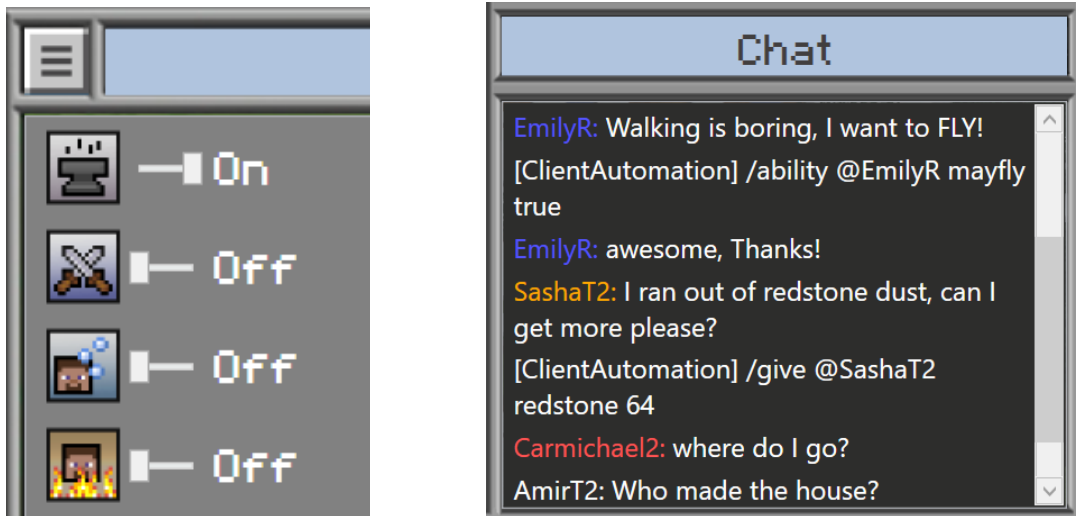 On
Off
Off
Off
Chat
EmilyR: Walking is boring, I want to FLY!
[ClientAutomation] /ability @EmilyR mayfly
true
EmilyR: awesome, Thanks!
SashaT2: I ran out of redstone dust, can I
get more please?
[ClientAutomation] /give @SashaT2
redstone 64
Carmichael2: where do I go?
AmirT2: Who made the house?